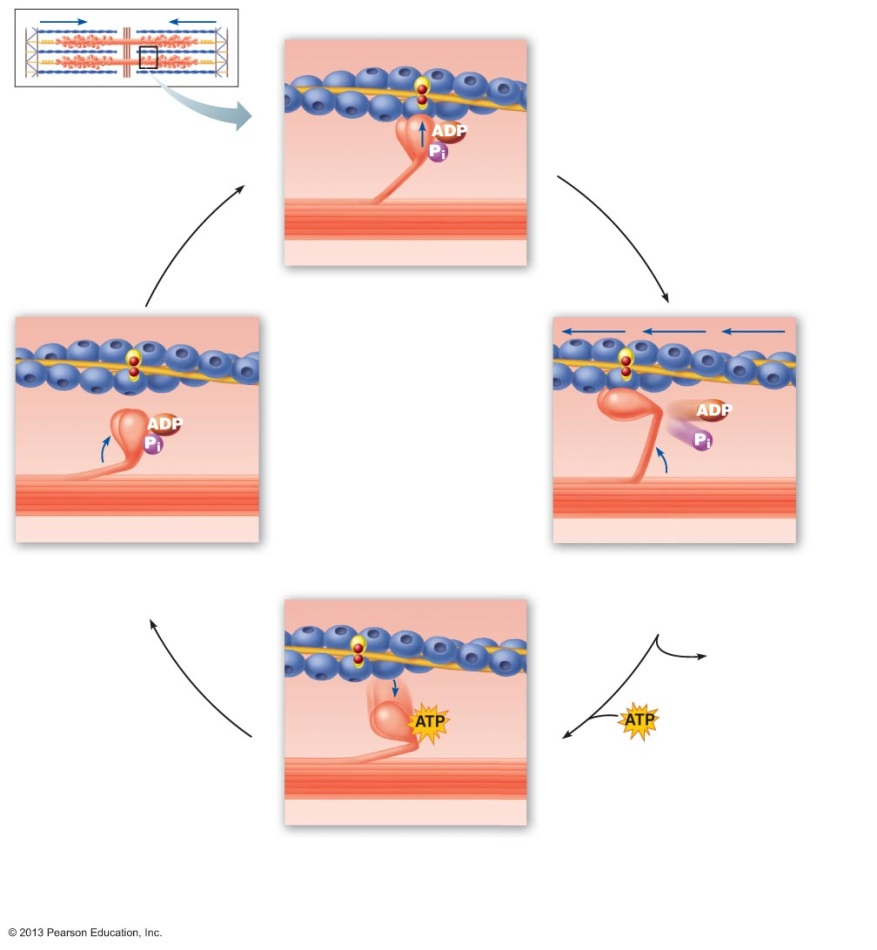 ADP
Pi
ADP
Pi
ADP
Pi
ATP
ATP
© 2013 Pearson Education, Inc.